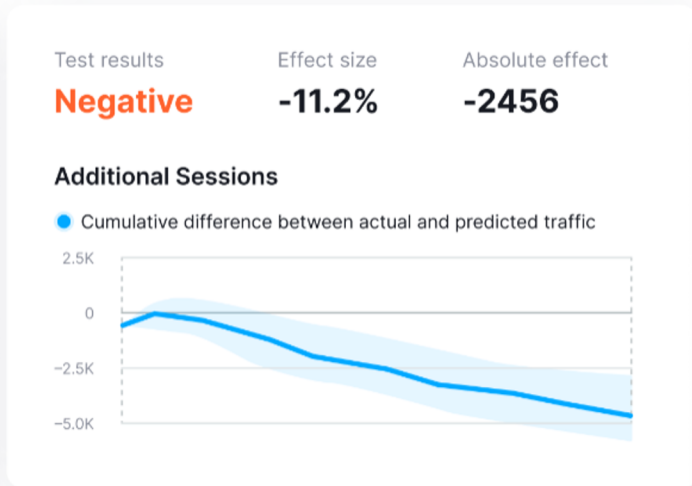 Test results Effect size Absolute effect
Negative -11.2% -2456
Additional Sessions
Cumulative difference between actual and predicted traffic
2.5K
0
−2.5K
−5.0K